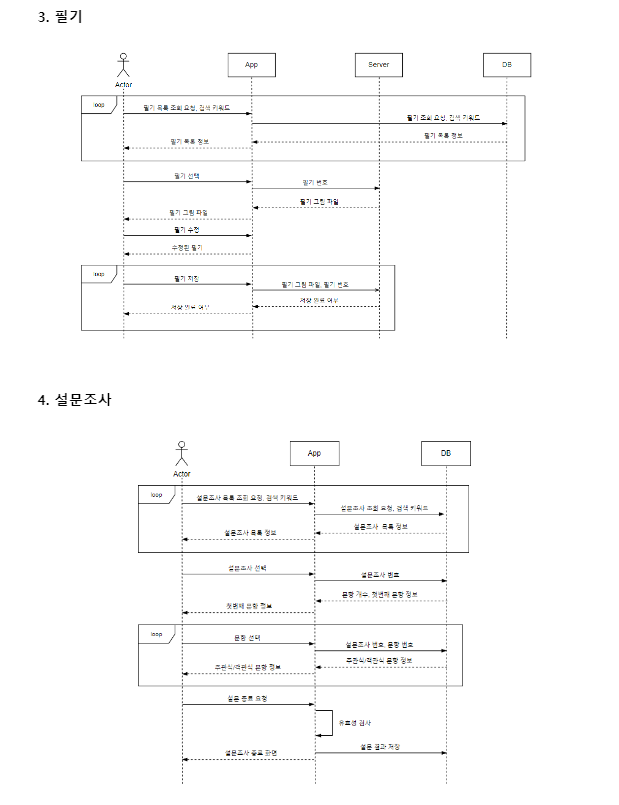 3. 필기
Actor
App
Server
DB
loop
필기 목록 조회 요청, 검색 키워드
필기 조회 요청, 검색 키워드
필기 목록 정보
필기 목록 정보
필기 선택
필기 번호
필기 그림 파일
필기 그림 파일
필기 수정
수정된 필기
loop
필기 저장
필기 그림 파일, 필기 번호
저장 완료 여부
저장 완료 여부
4. 설문조사
Actor
App
DB
loop
설문조사 목록 조회 요청, 검색 키워드
설문조사 조회 요청, 검색 키워드
설문조사 목록 정보
설문조사 목록 정보
설문조사 선택
설문조사 번호
문항 개수, 첫번째 문항 정보
첫번째 문항 정보
loop
문항 선택
설문조사 번호, 문항 번호
주관식/객관식 문항 정보
주관식/객관식 문항 정보
설문 종료 요청
유효성 검사
설문 결과 저장
설문조사 종료 화면